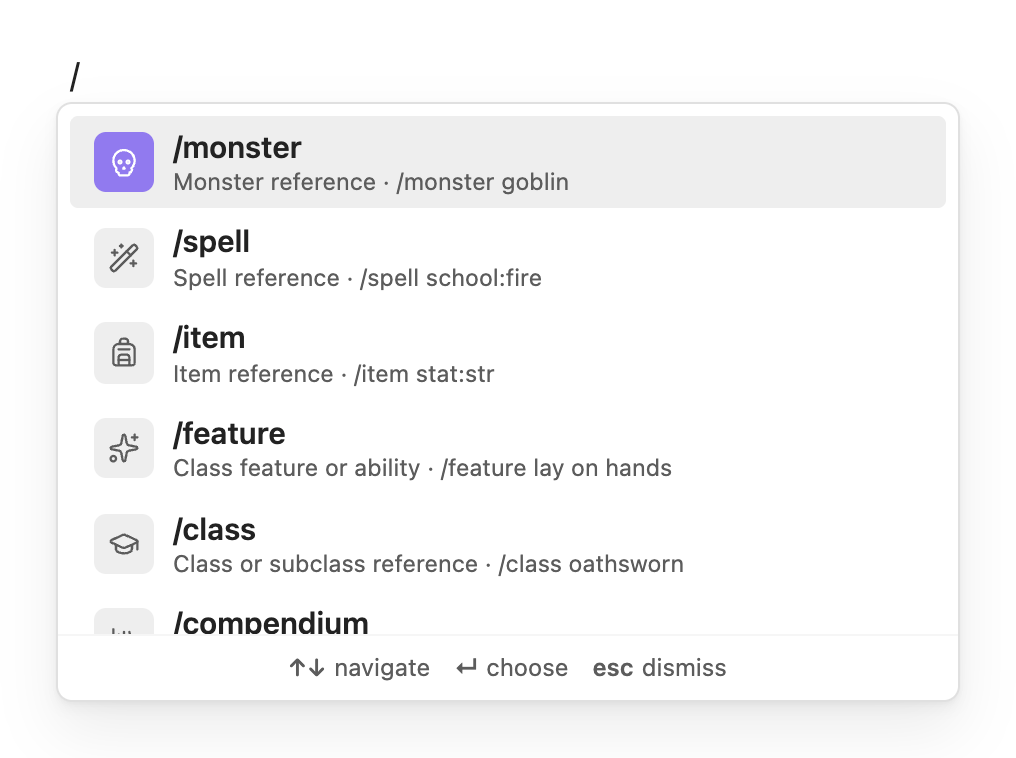 /
/monster
Monster reference · /monster goblin
/spell
Spell reference · /spell school:fire
/item
Item reference · /item stat:str
/feature
Class feature or ability · /feature lay on hands
/class
Class or subclass reference · /class oathsworn
/compendium
↑↓ navigate ↵ choose esc dismiss